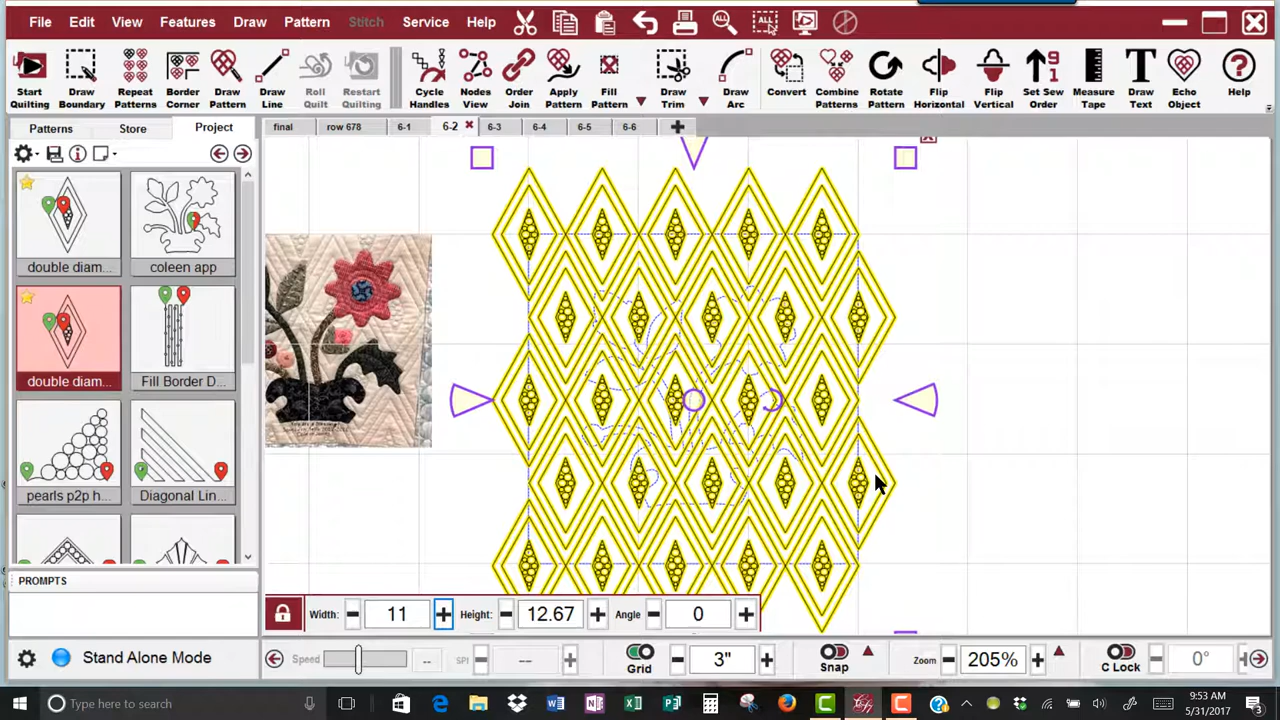 File Edit View Features Draw Pattern Stitch Service Help
Start Quilting
Draw Boundary
Repeat Patterns
Border Corner
Draw Pattern
Draw Line
Roll Quilt
Restart Quilting
Cycle Handles
Nodes View
Order Join
Apply Pattern
Fill Pattern
Draw Trim
Draw Arc
Convert
Combine Patterns
Rotate Pattern
Flip Horizontal
Flip Vertical
Set Sew Order
Measure Tape
Draw Text
Echo Object
Help
Patterns Store Project
final row 678 6-1 6-2 6-3 6-4 6-5 6-6
ALL
double diam...
coleen app
double diam...
Fill Border D...
pearls p2p h...
Diagonal Lin...
PROMPTS
Width: 11 Height: 12.67 Angle 0
Stand Alone Mode
Speed -- SPI -- Grid 3" Snap Zoom 205% C Lock 0°
Type here to search
9:53 AM
5/31/2017
3